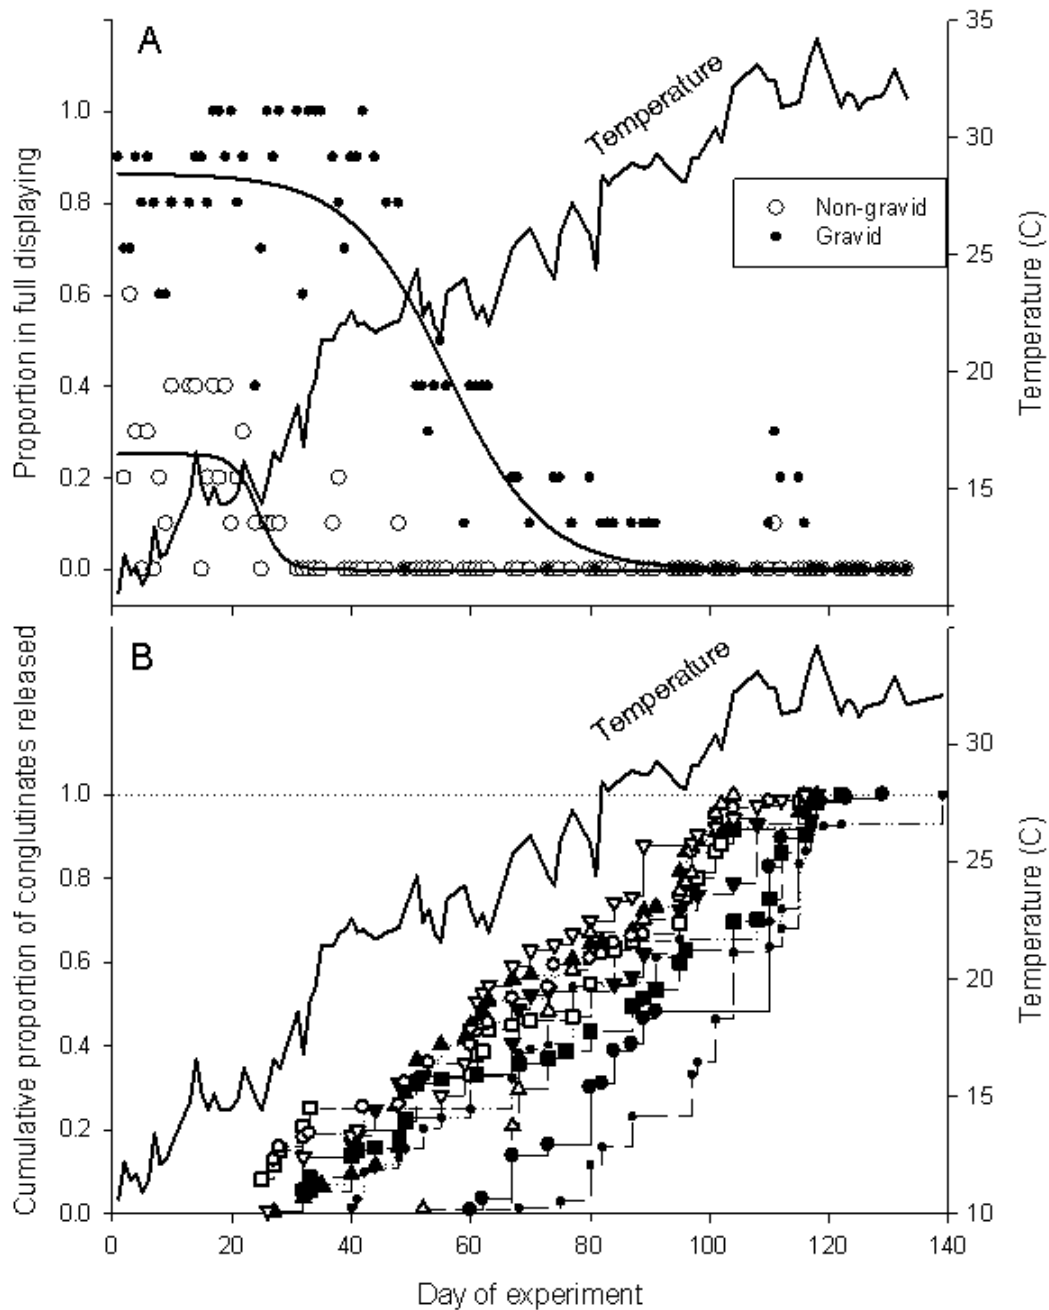 A
35
30
25
20
15
Temperature (C)
1.0
0.8
0.6
0.4
0.2
0.0
Proportion in full displaying
Temperature
Non-gravid
Gravid
B
Temperature
1.0
0.8
0.6
0.4
0.2
0.0
Cumulative proportion of conglutinates released
30
25
20
15
10
Temperature (C)
0 20 40 60 80 100 120 140
Day of experiment